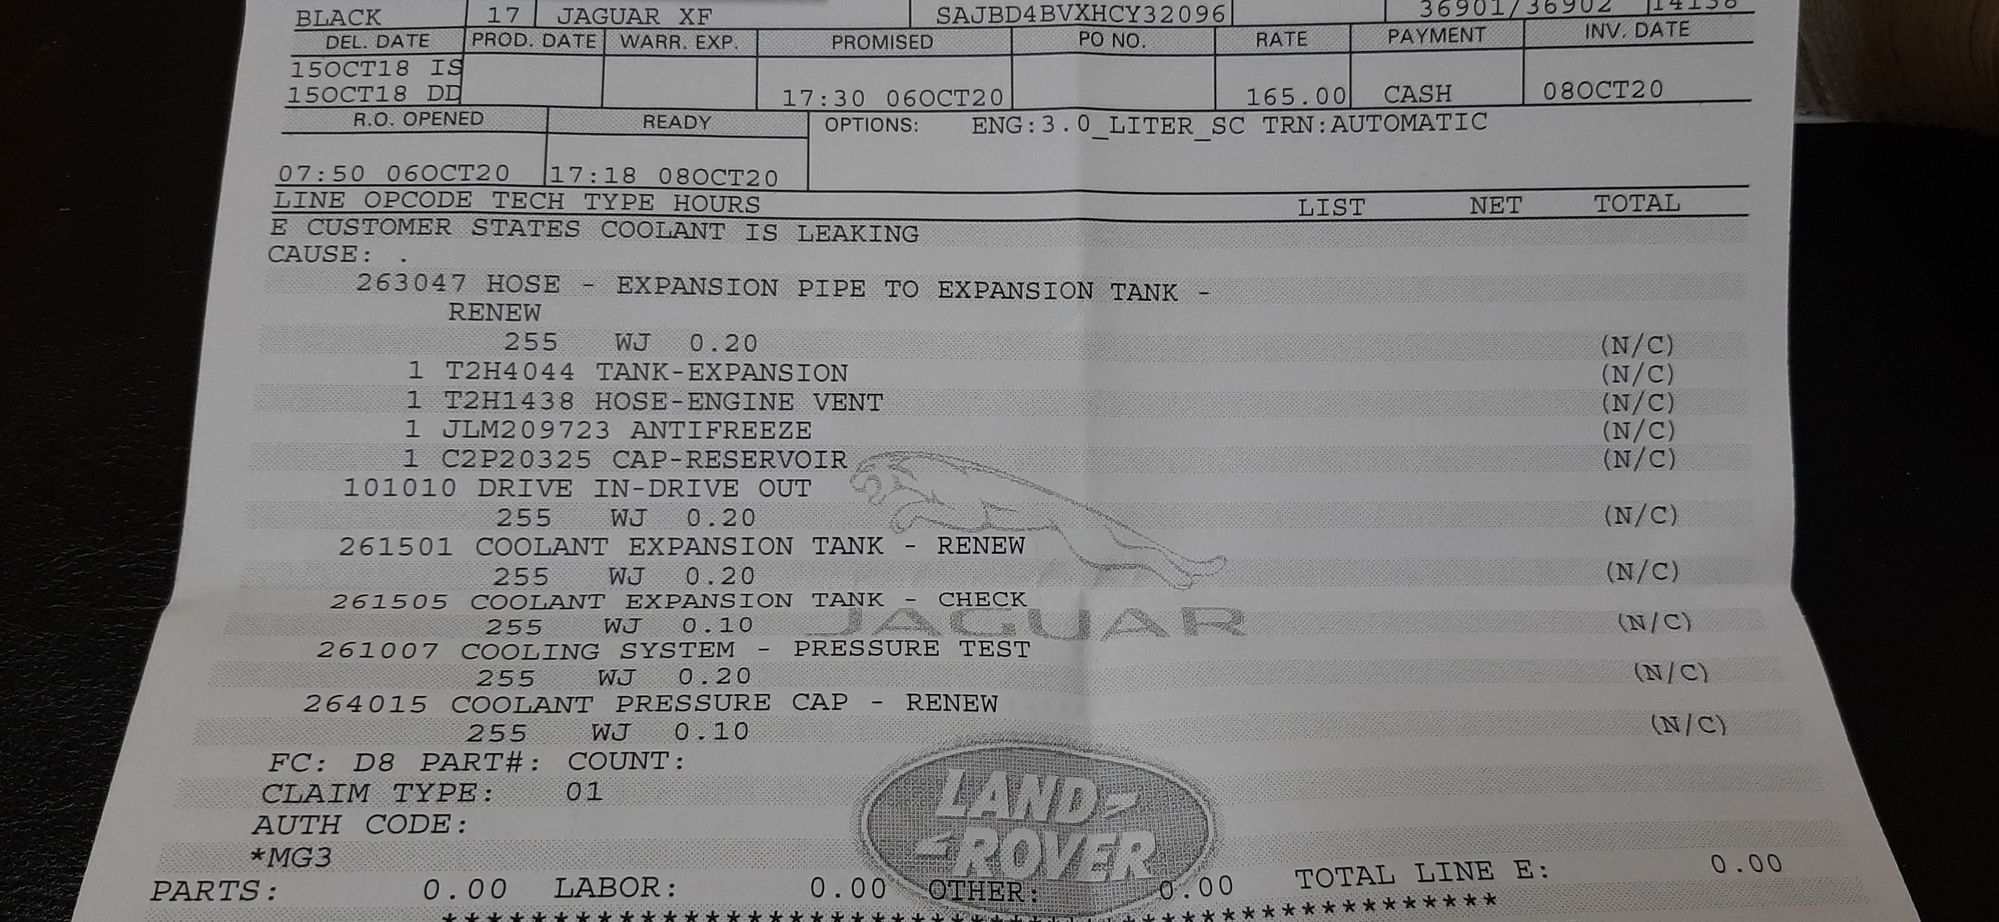 BLACK 17 JAGUAR XF SAJBD4BVXHCY32096 36901/36902 T4138
DEL. DATE PROD. DATE WARR. EXP. PROMISED PO NO. RATE PAYMENT INV. DATE
15OCT18 IS
15OCT18 DD 17:30 06OCT20 165.00 CASH 08OCT20
R.O. OPENED READY OPTIONS: ENG:3.0_LITER_SC TRN:AUTOMATIC
07:50 06OCT20 17:18 08OCT20
LINE OPCODE TECH TYPE HOURS LIST NET TOTAL
E CUSTOMER STATES COOLANT IS LEAKING
CAUSE: .
263047 HOSE - EXPANSION PIPE TO EXPANSION TANK -
RENEW
255 WJ 0.20 (N/C)
1 T2H4044 TANK-EXPANSION (N/C)
1 T2H1438 HOSE-ENGINE VENT (N/C)
1 JLM209723 ANTIFREEZE (N/C)
1 C2P20325 CAP-RESERVOIR (N/C)
101010 DRIVE IN-DRIVE OUT
255 WJ 0.20 (N/C)
261501 COOLANT EXPANSION TANK - RENEW
255 WJ 0.20 (N/C)
261505 COOLANT EXPANSION TANK - CHECK
255 WJ 0.10 (N/C)
JAGUAR
261007 COOLING SYSTEM - PRESSURE TEST
255 WJ 0.20 (N/C)
264015 COOLANT PRESSURE CAP - RENEW
255 WJ 0.10 (N/C)
FC: D8 PART#: COUNT:
CLAIM TYPE: 01
AUTH CODE:
*MG3
LAND
ROVER
PARTS: 0.00 LABOR: 0.00 OTHER: 0.00 TOTAL LINE E: 0.00